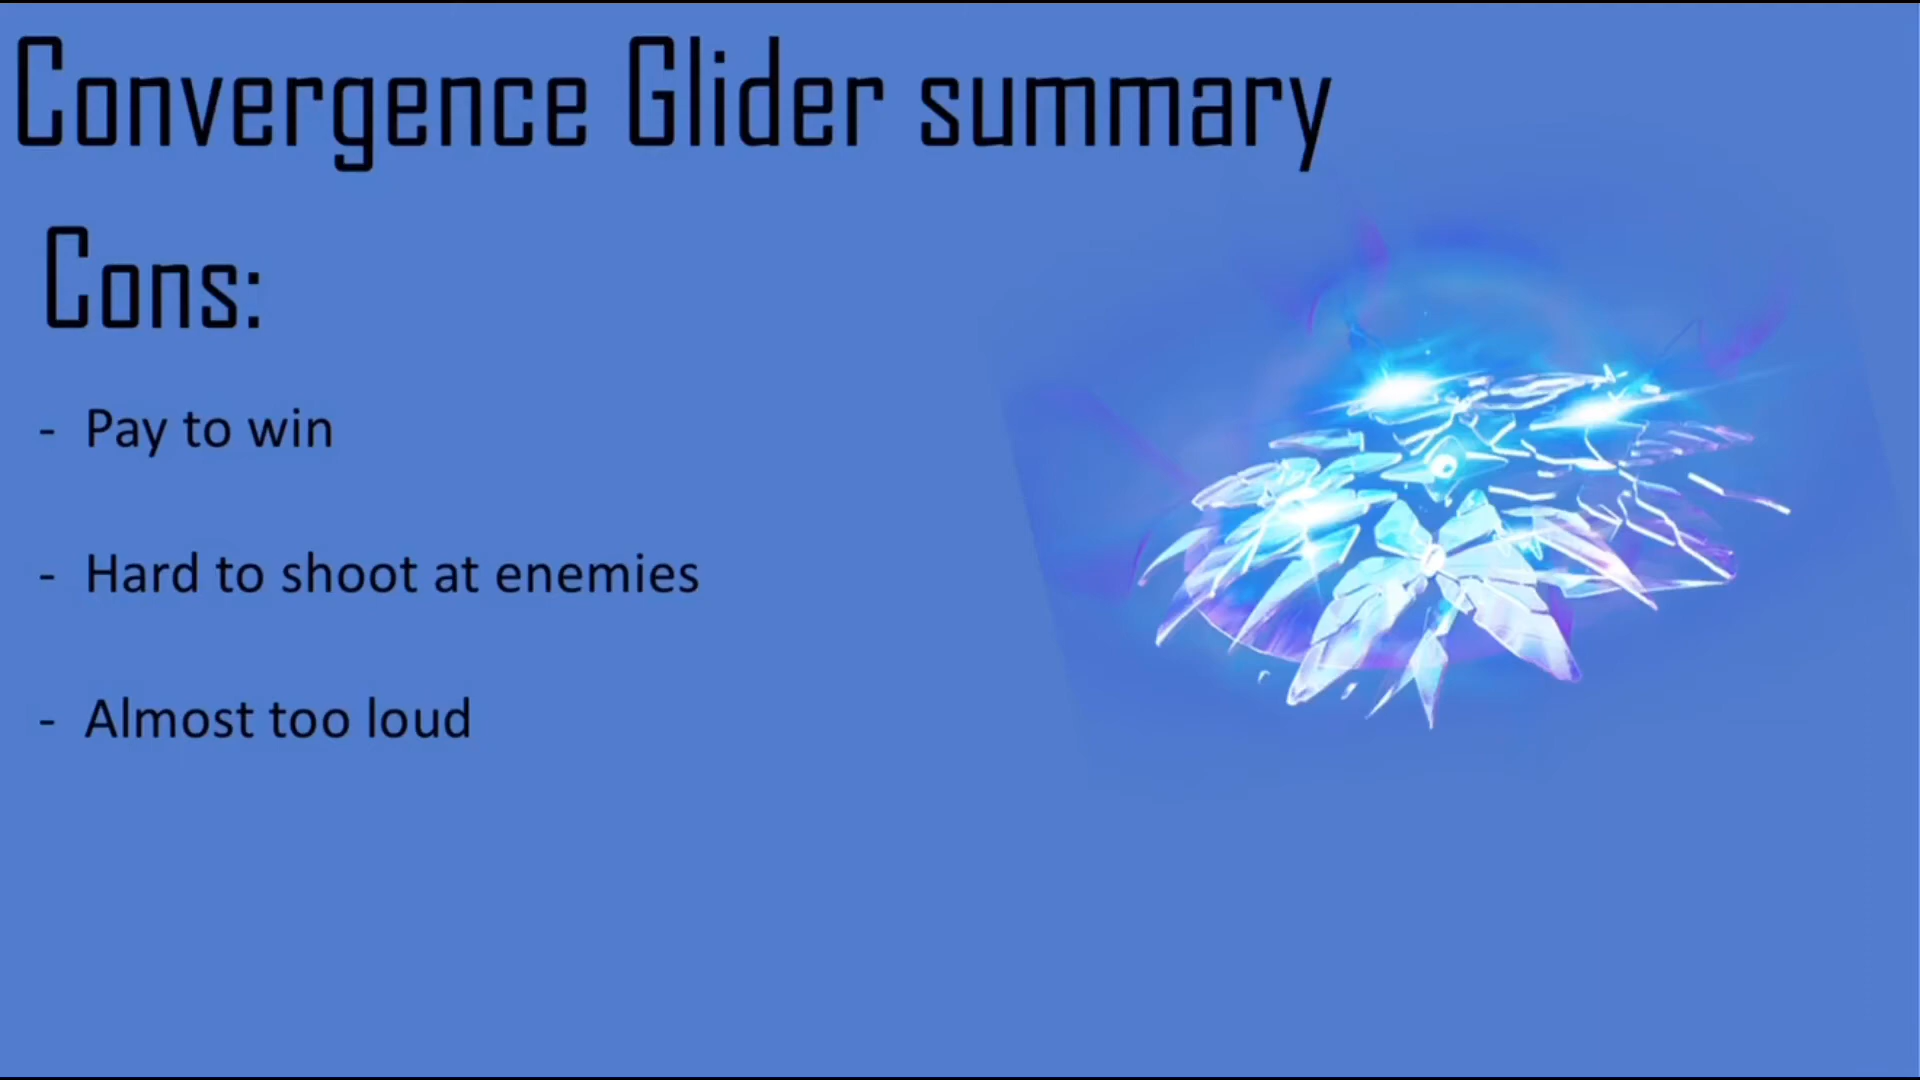 Convergence Glider summary
Cons:
- Pay to win
- Hard to shoot at enemies
- Almost too loud